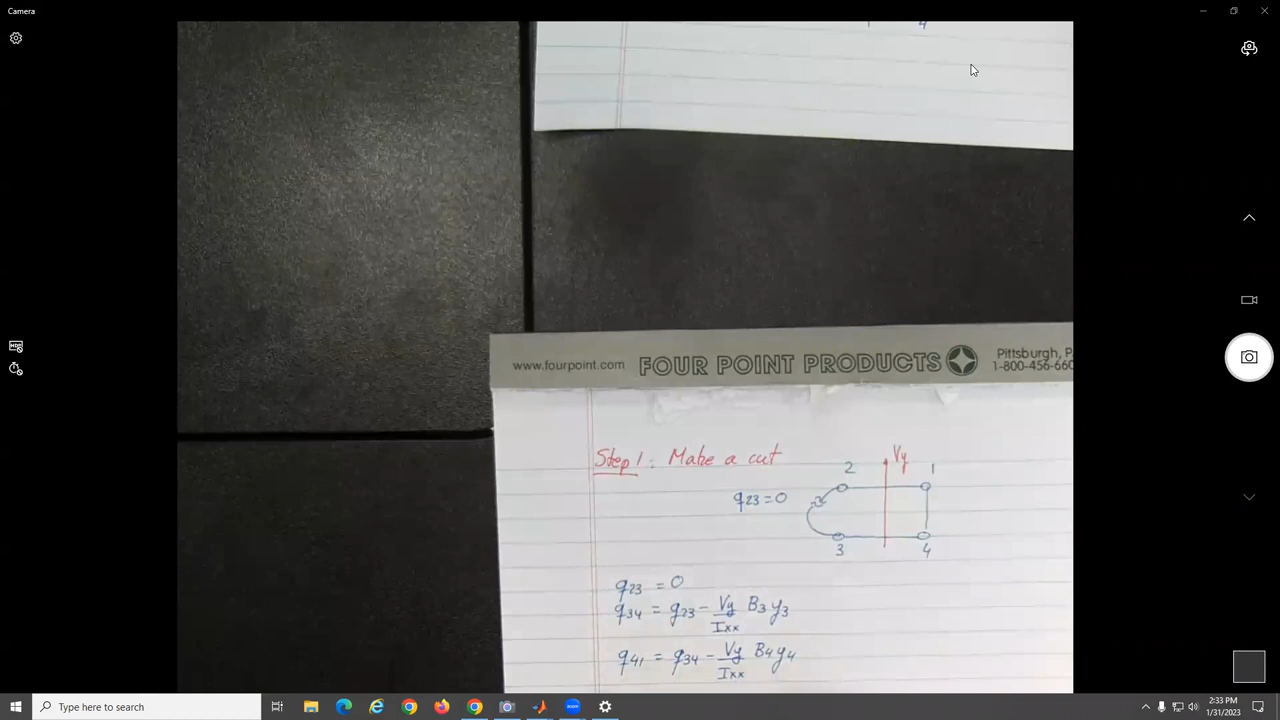 Camera
4
www.fourpoint.com FOUR POINT PRODUCTS Pittsburgh, P
1-800-456-660
Step 1: Make a cut
Vy
2 1
q23=0
3 4
q23 = 0
q34 = q23 - Vy/Ixx B3 y3
q41 = q34 - Vy/Ixx B4 y4
Type here to search
2:33 PM
1/31/2023